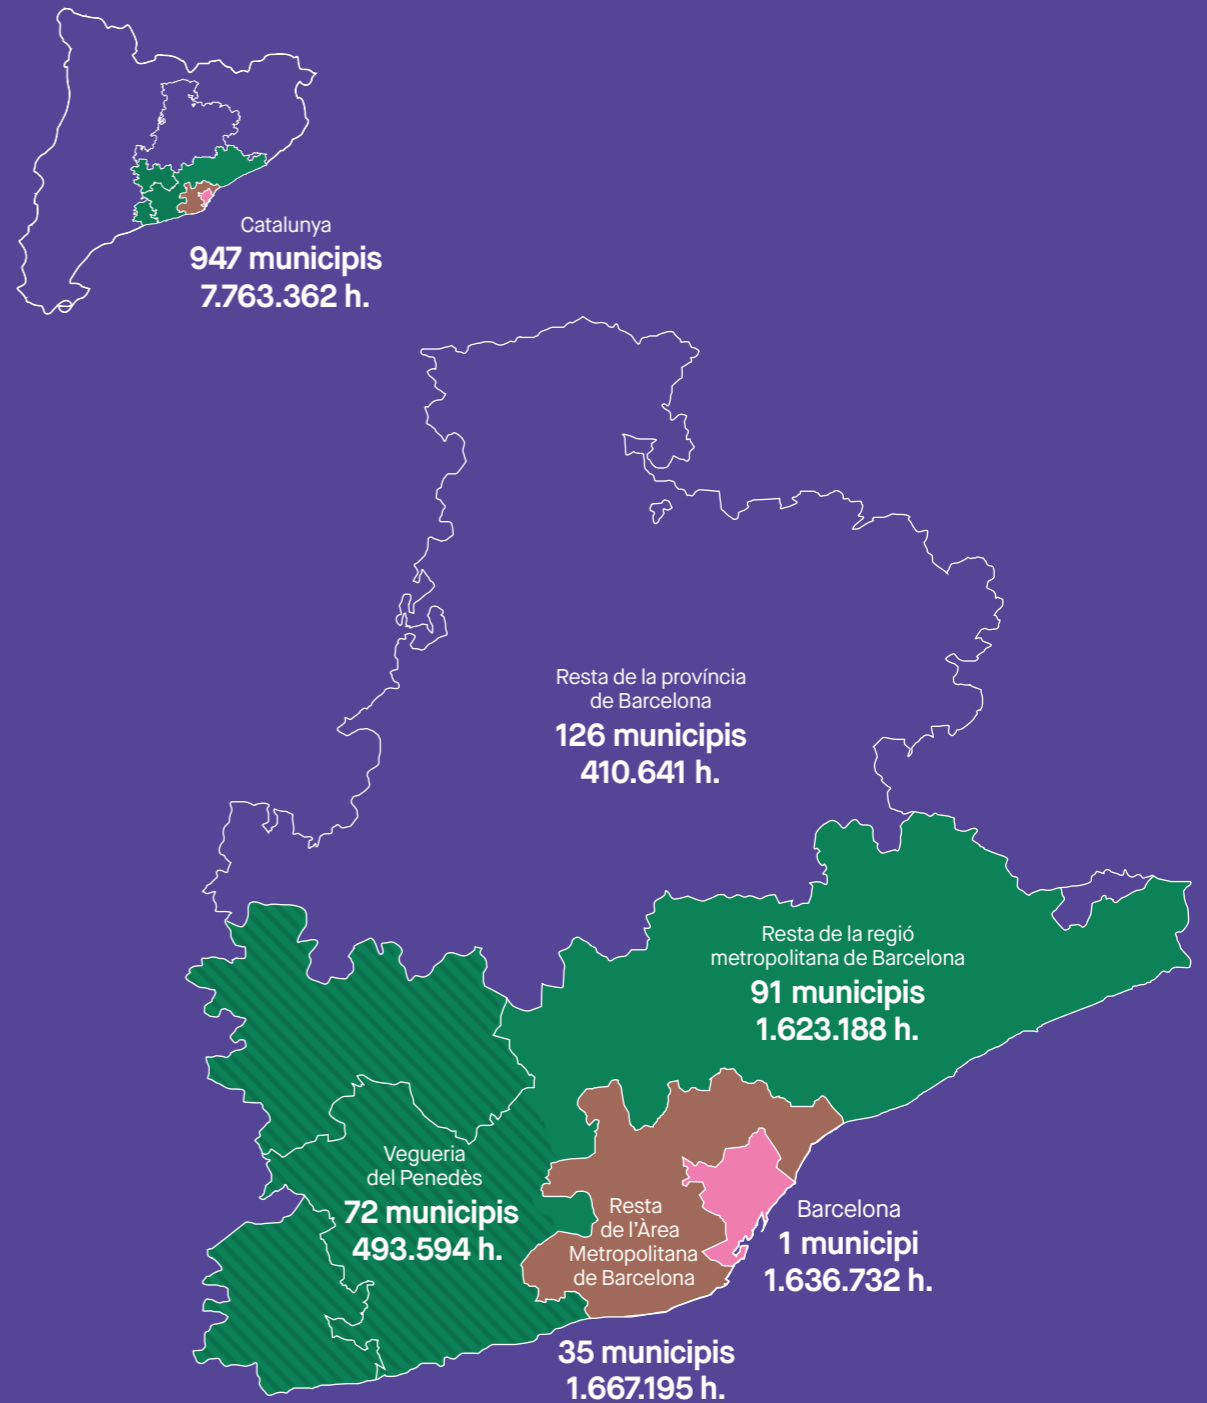 Catalunya
947 municipis
7.763.362 h.
Resta de la província
de Barcelona
126 municipis
410.641 h.
Resta de la regió
metropolitana de Barcelona
91 municipis
1.623.188 h.
Vegueria
del Penedès
72 municipis
493.594 h.
Resta
de l'Àrea
Metropolitana
de Barcelona
35 municipis
1.667.195 h.
Barcelona
1 municipi
1.636.732 h.